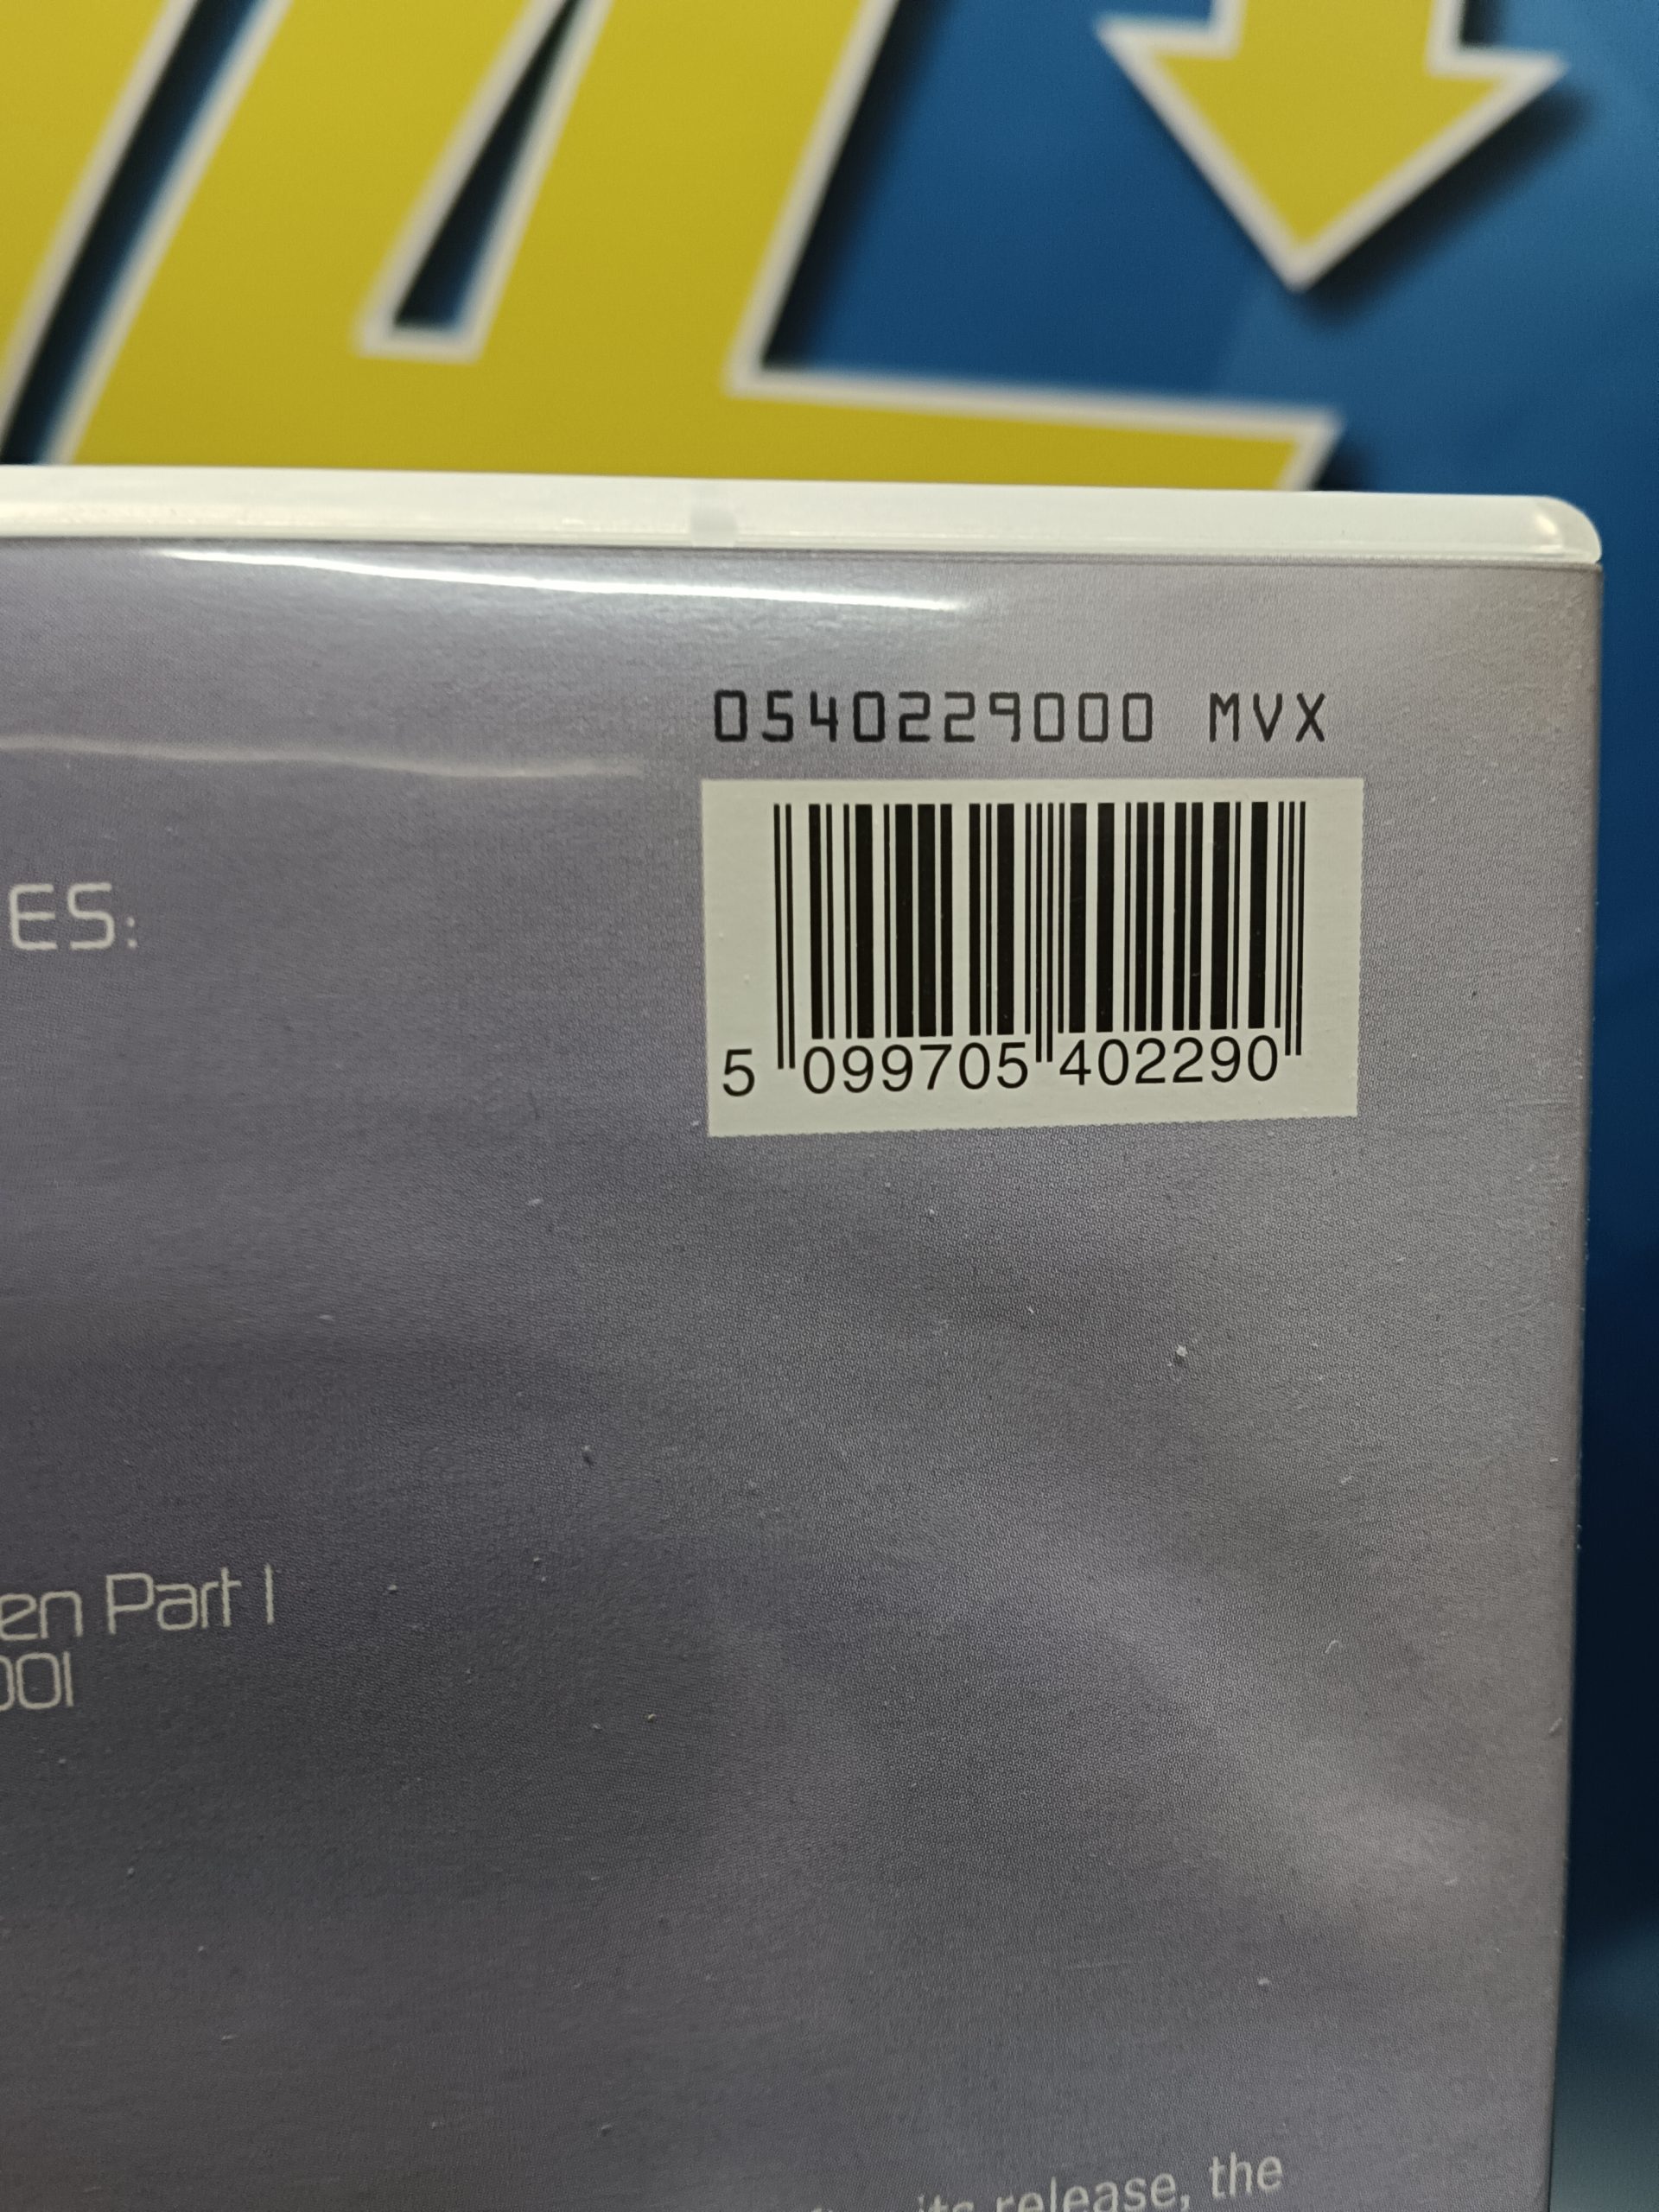 0540229000 MVX
5 099705 402290
ES:
en Part I
001
its release, the